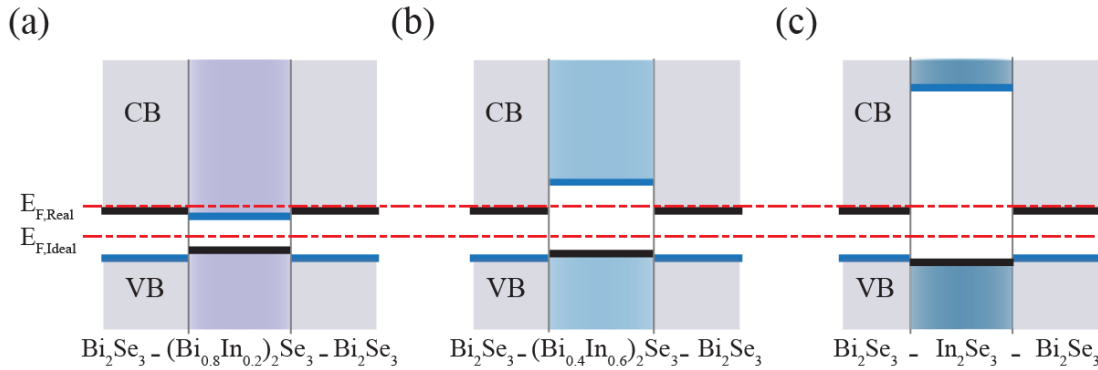 (a) (b) (c)
CB CB CB
E_F,Real
E_F,Ideal
VB VB VB
Bi₂Se₃ – (Bi₀.₈In₀.₂)₂Se₃ – Bi₂Se₃ Bi₂Se₃ – (Bi₀.₄In₀.₆)₂Se₃ – Bi₂Se₃ Bi₂Se₃ – In₂Se₃ – Bi₂Se₃